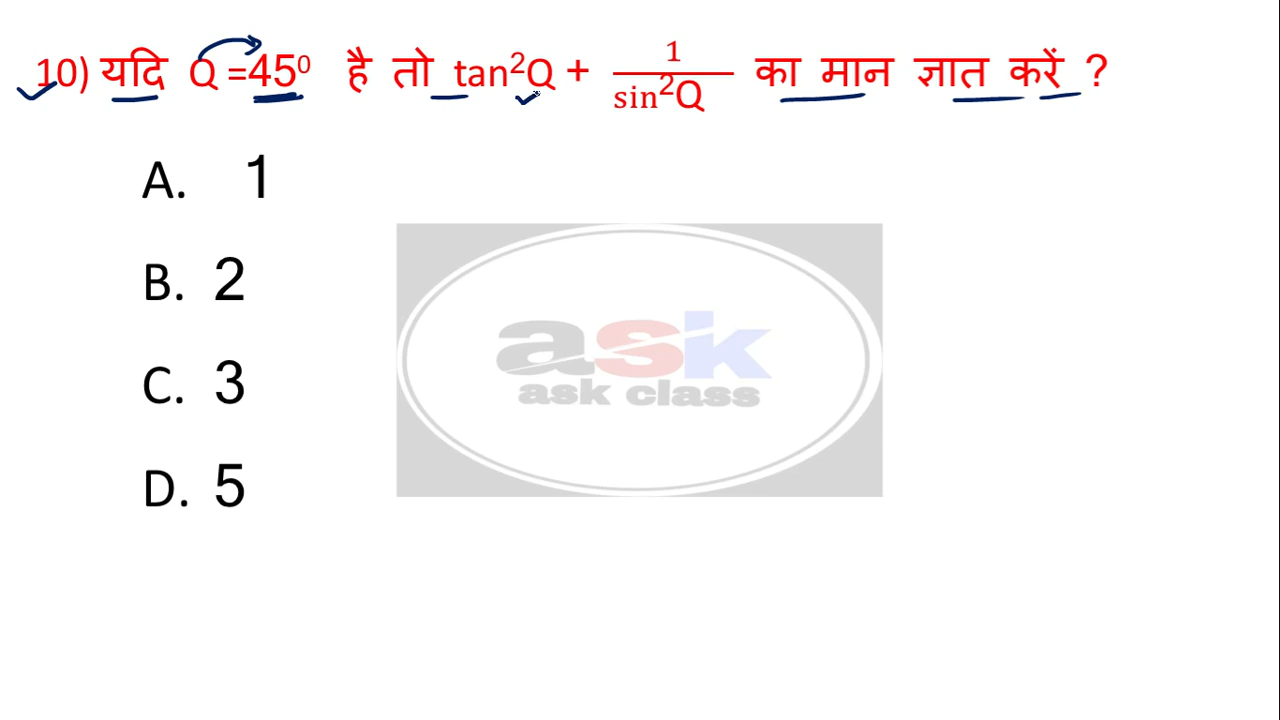 10) यदि Q =45⁰ है तो tan²Q + 1/sin²Q का मान ज्ञात करें ?
A. 1
B. 2
C. 3
D. 5
ask
ask class